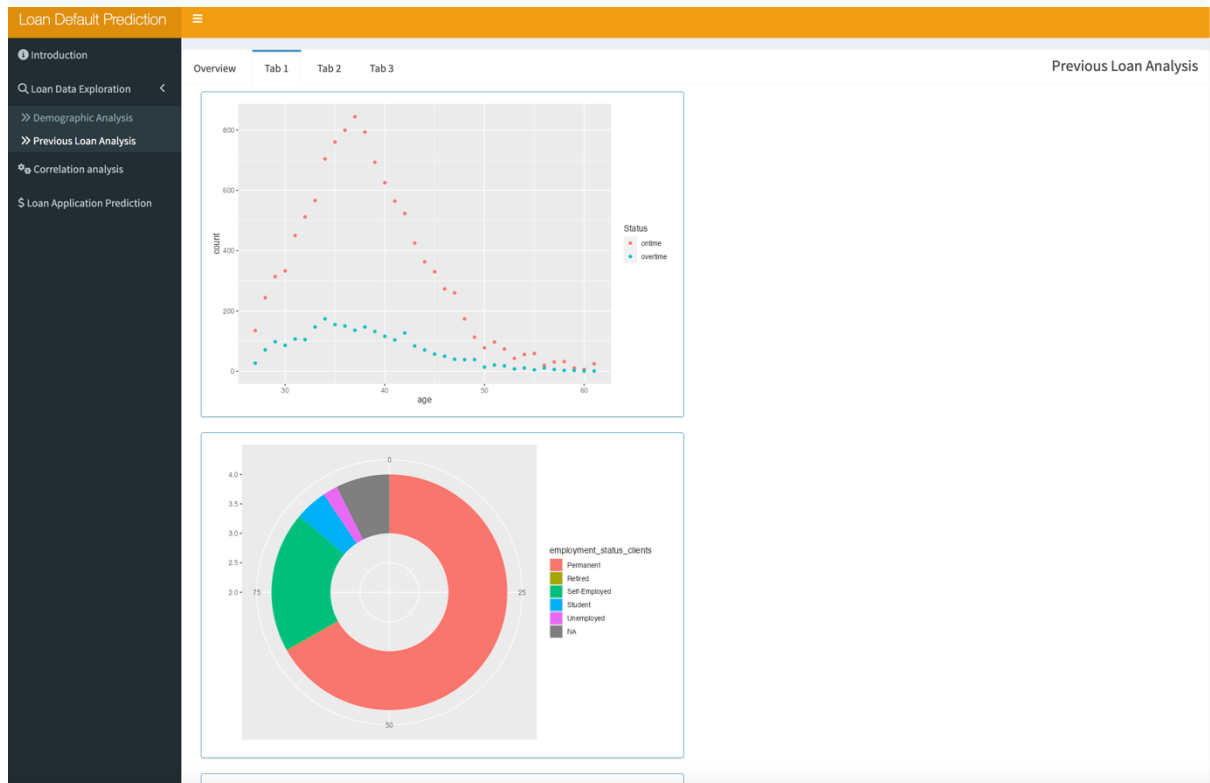 Loan Default Prediction
Introduction
Loan Data Exploration
Demographic Analysis
Previous Loan Analysis
Correlation analysis
$ Loan Application Prediction
Overview Tab 1 Tab 2 Tab 3
Previous Loan Analysis
800
600
400
200
0
count
30 40 50 60
age
Status
ontime
overtime
4.0
3.5
3.0
2.5
2.0
0
25
50
75
employment_status_clients
Permanent
Retired
Self-Employed
Student
Unemployed
NA